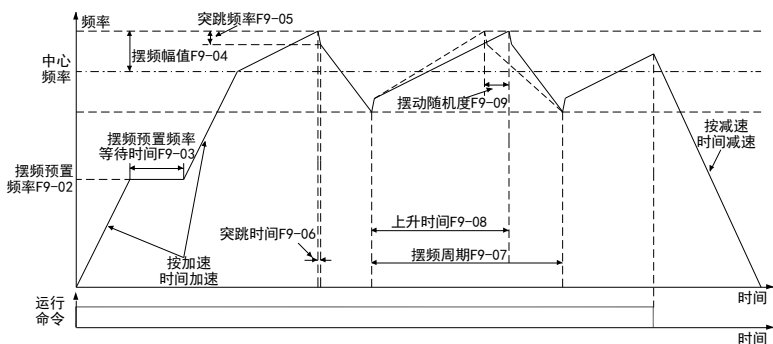 频率
突跳频率F9-05
摆频幅值F9-04
中心
频率
摆动随机度F9-09
摆频预置频率
等待时间F9-03
按减速
时间减速
摆频预置
频率F9-02
上升时间F9-08
突跳时间F9-06
摆频周期F9-07
按加速
时间加速
时间
运行
命令
时间